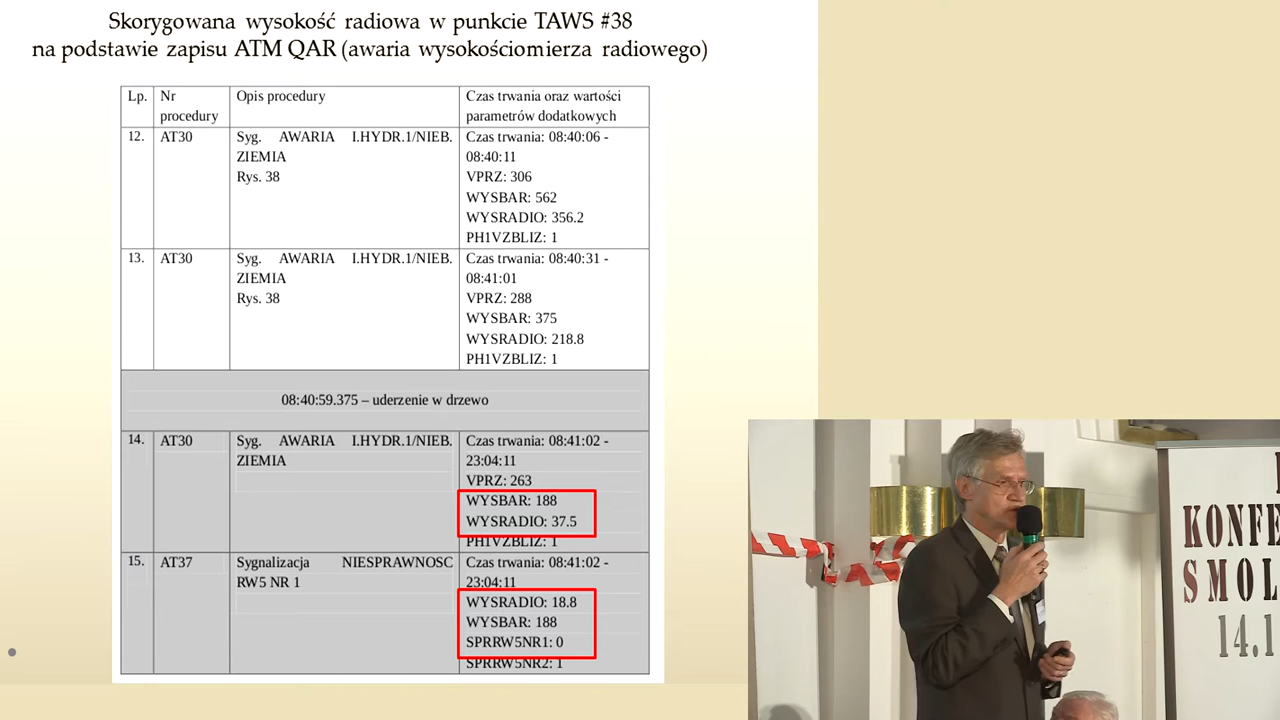 Skorygowana wysokość radiowa w punkcie TAWS #38
na podstawie zapisu ATM QAR (awaria wysokościomierza radiowego)
Lp. Nr procedury Opis procedury Czas trwania oraz wartości parametrów dodatkowych
12. AT30 Syg. AWARIA I.HYDR.1/NIEB. ZIEMIA Rys. 38
Czas trwania: 08:40:06 -
08:40:11
VPRZ: 306
WYSBAR: 562
WYSRADIO: 356.2
PH1VZBLIZ: 1
13. AT30 Syg. AWARIA I.HYDR.1/NIEB. ZIEMIA Rys. 38
Czas trwania: 08:40:31 -
08:41:01
VPRZ: 288
WYSBAR: 375
WYSRADIO: 218.8
PH1VZBLIZ: 1
08:40:59.375 – uderzenie w drzewo
14. AT30 Syg. AWARIA I.HYDR.1/NIEB. ZIEMIA
Czas trwania: 08:41:02 -
23:04:11
VPRZ: 263
WYSBAR: 188
WYSRADIO: 37.5
PH1VZBLIZ: 1
15. AT37 Sygnalizacja NIESPRAWNOSC RW5 NR 1
Czas trwania: 08:41:02 -
23:04:11
WYSRADIO: 18.8
WYSBAR: 188
SPRRW5NR1: 0
SPRRW5NR2: 1
KONFE
SMOL
14.1